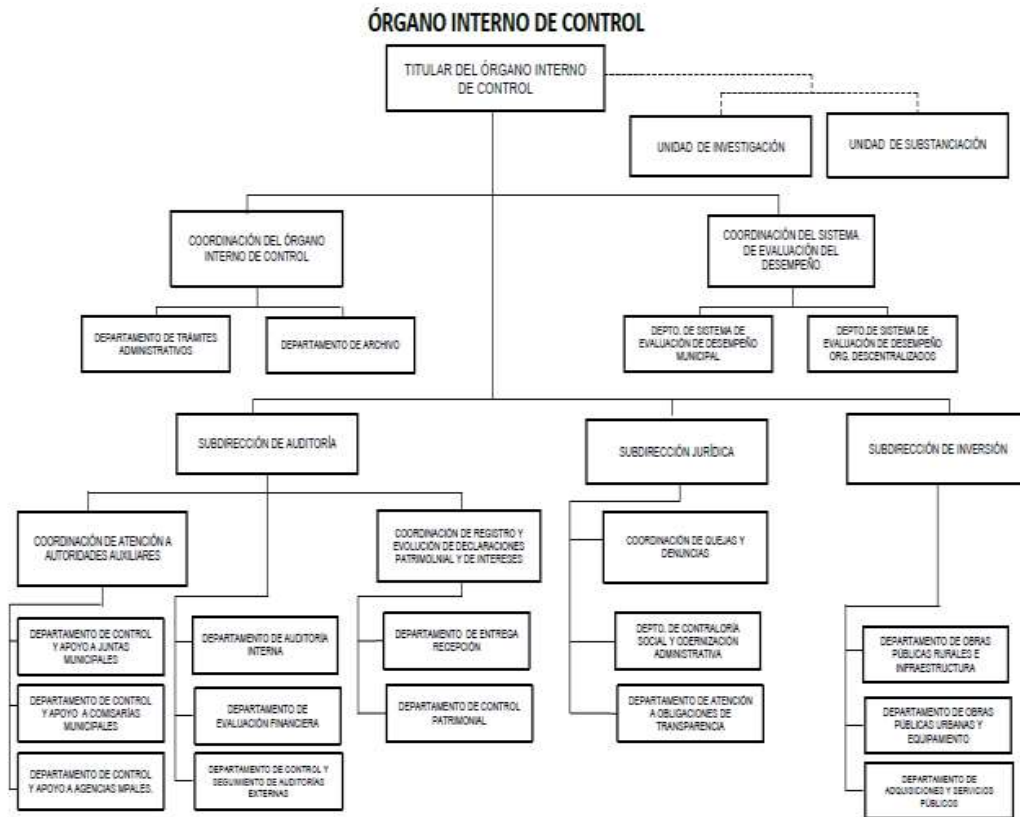 ÓRGANO INTERNO DE CONTROL
TITULAR DEL ÓRGANO INTERNO
DE CONTROL
UNIDAD DE INVESTIGACIÓN
UNIDAD DE SUBSTANCIACIÓN
COORDINACIÓN DEL ÓRGANO
INTERNO DE CONTROL
COORDINACIÓN DEL SISTEMA
DE EVALUACIÓN DEL
DESEMPEÑO
DEPARTAMENTO DE TRÁMITES
ADMINISTRATIVOS
DEPARTAMENTO DE ARCHIVO
DEPTO. DE SISTEMA DE
EVALUACIÓN DE DESEMPEÑO
MUNICIPAL
DEPTO.DE SISTEMA DE
EVALUACIÓN DE DESEMPEÑO
ORG. DESCENTRALIZADOS
SUBDIRECCIÓN DE AUDITORÍA
SUBDIRECCIÓN JURÍDICA
SUBDIRECCIÓN DE INVERSIÓN
COORDINACIÓN DE ATENCIÓN A
AUTORIDADES AUXILIARES
COORDINACIÓN DE REGISTRO Y
EVOLUCIÓN DE DECLARACIONES
PATRIMOLNIAL Y DE INTERESES
COORDINACIÓN DE QUEJAS Y
DENUNCIAS
DEPARTAMENTO DE CONTROL
Y APOYO A JUNTAS
MUNICIPALES
DEPARTAMENTO DE AUDITORÍA
INTERNA
DEPARTAMENTO DE ENTREGA
RECEPCIÓN
DEPTO. DE CONTRALORÍA
SOCIAL Y ODERNIZACIÓN
ADMINISTRATIVA
DEPARTAMENTO DE OBRAS
PÚBLICAS RURALES E
INFRAESTRUCTURA
DEPARTAMENTO DE CONTROL
Y APOYO A COMISARÍAS
MUNICIPALES
DEPARTAMENTO DE
EVALUACIÓN FINANCIERA
DEPARTAMENTO DE CONTROL
PATRIMONIAL
DEPARTAMENTO DE ATENCIÓN
A OBLIGACIONES DE
TRANSPARENCIA
DEPARTAMENTO DE OBRAS
PÚBLICAS URBANAS Y
EQUIPAMIENTO
DEPARTAMENTO DE CONTROL
Y APOYO A AGENCIAS MPALES.
DEPARTAMENTO DE CONTROL Y
SEGUIMIENTO DE AUDITORÍAS
EXTERNAS
DEPARTAMENTO DE
ADQUISICIONES Y SERVICIOS
PÚBLICOS